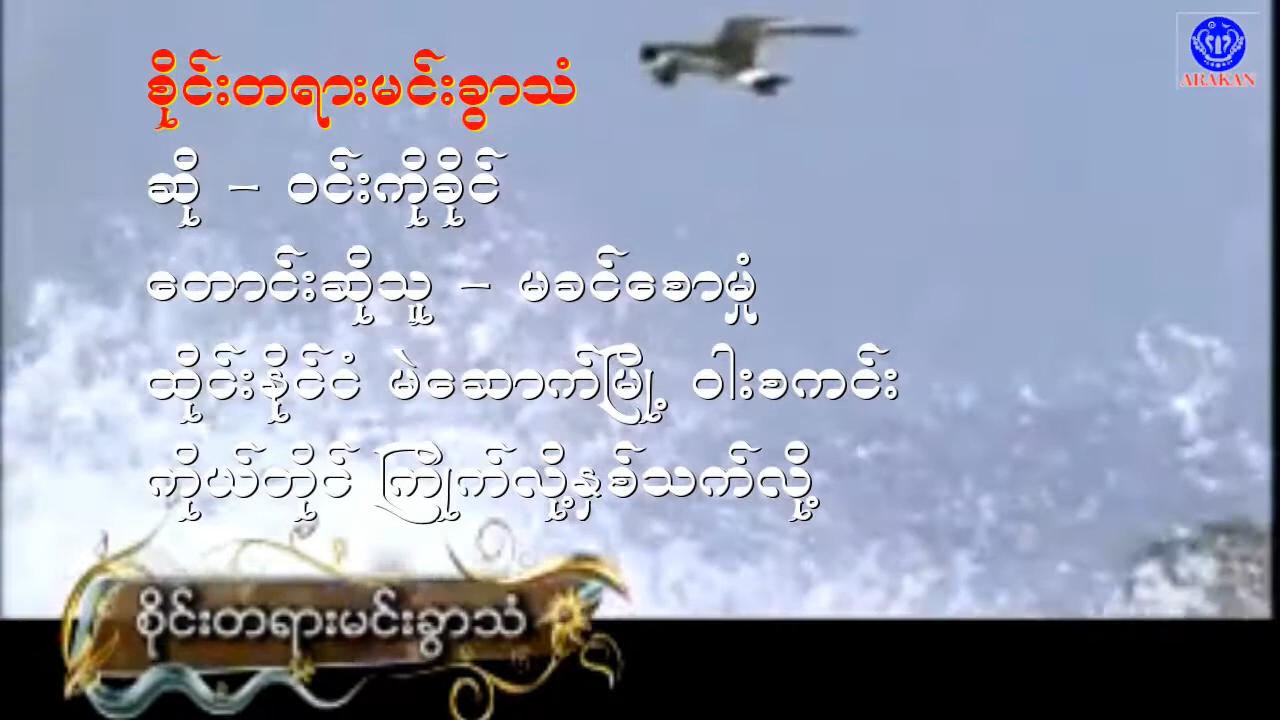 စိုင်းတရားမင်းခွာသံ
ARAKAN
ဆို - ဝင်းကိုခိုင်
တောင်းဆိုသူ - မခင်စောမှုံ
ထိုင်းနိုင်ငံ မဲဆောက်မြို့ ဝါးစကင်း
ကိုယ်တိုင် ကြိုက်လို့နှစ်သက်လို့
စိုင်းတရားမင်းခွာသံ